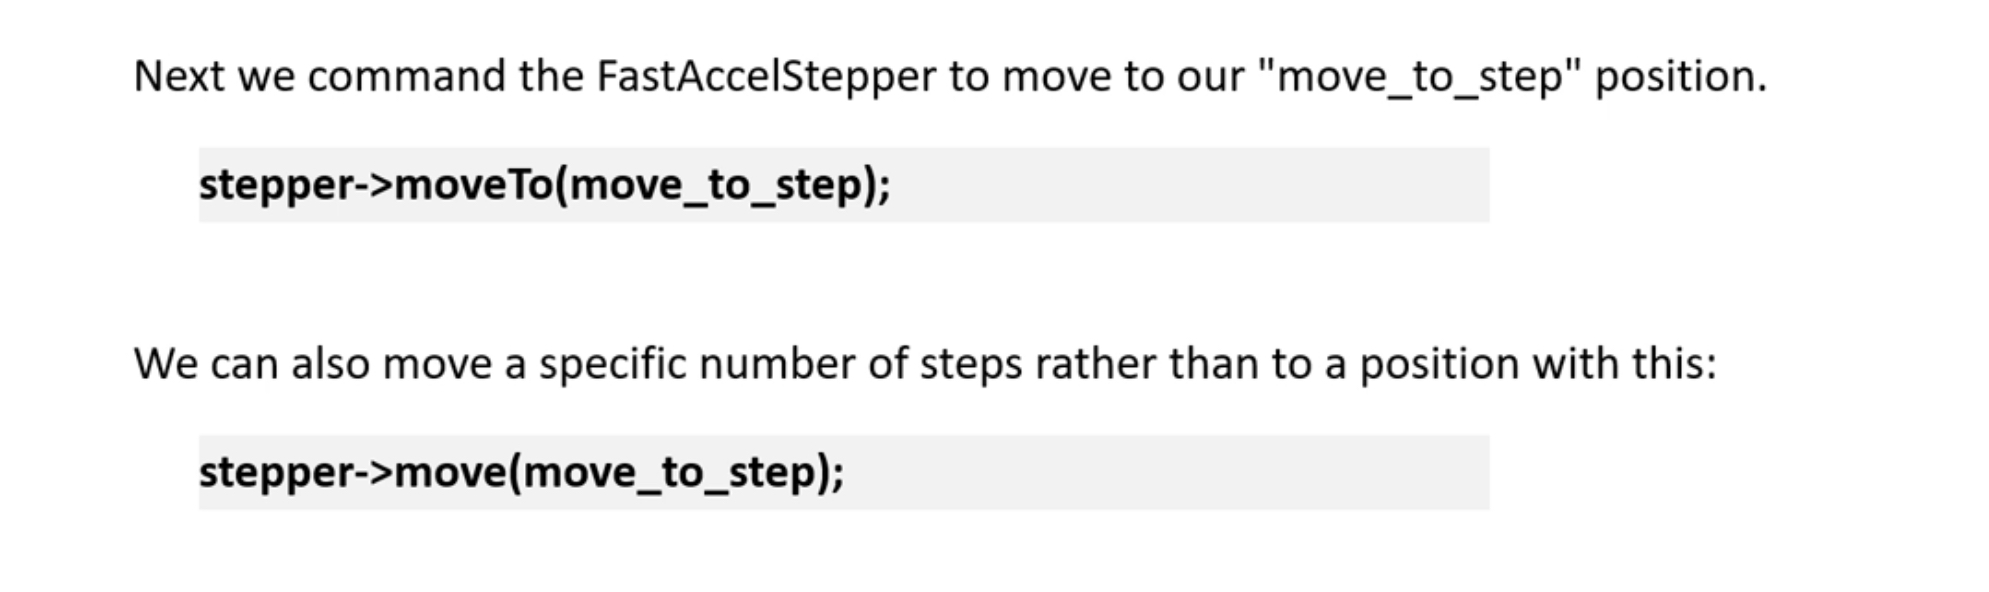 Next we command the FastAccelStepper to move to our "move_to_step" position.
stepper->moveTo(move_to_step);
We can also move a specific number of steps rather than to a position with this:
stepper->move(move_to_step);